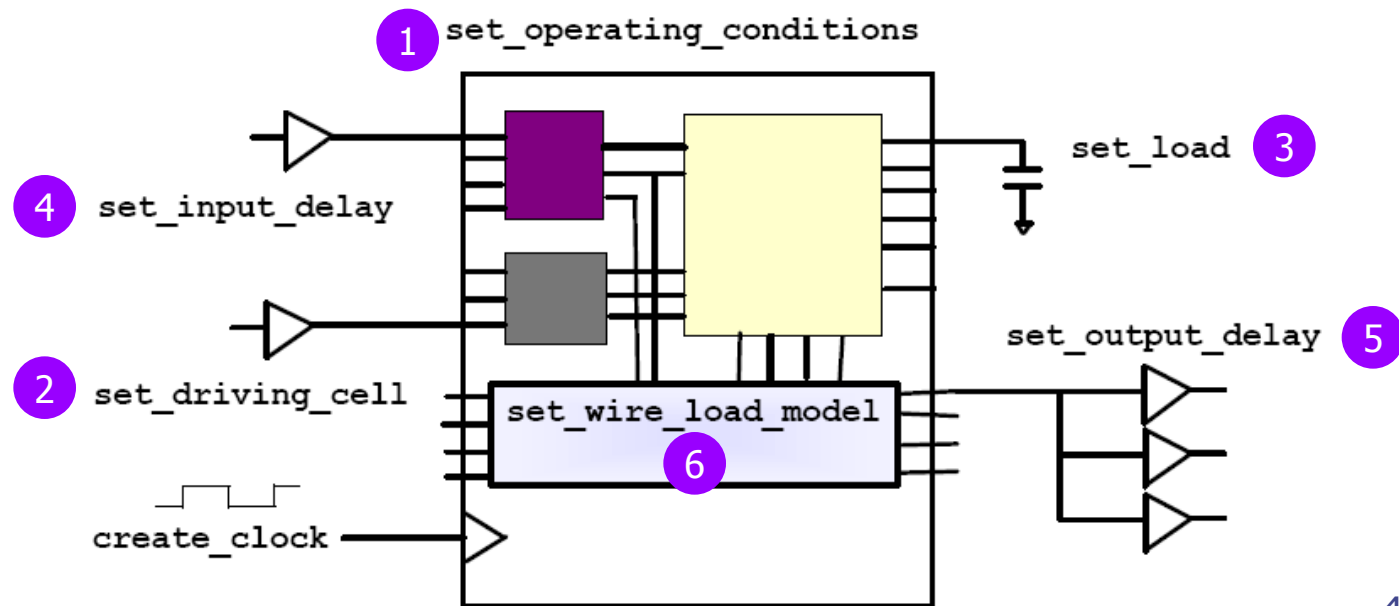 1 set_operating_conditions
set_load 3
4 set_input_delay
set_output_delay 5
2 set_driving_cell
set_wire_load_model
6
create_clock